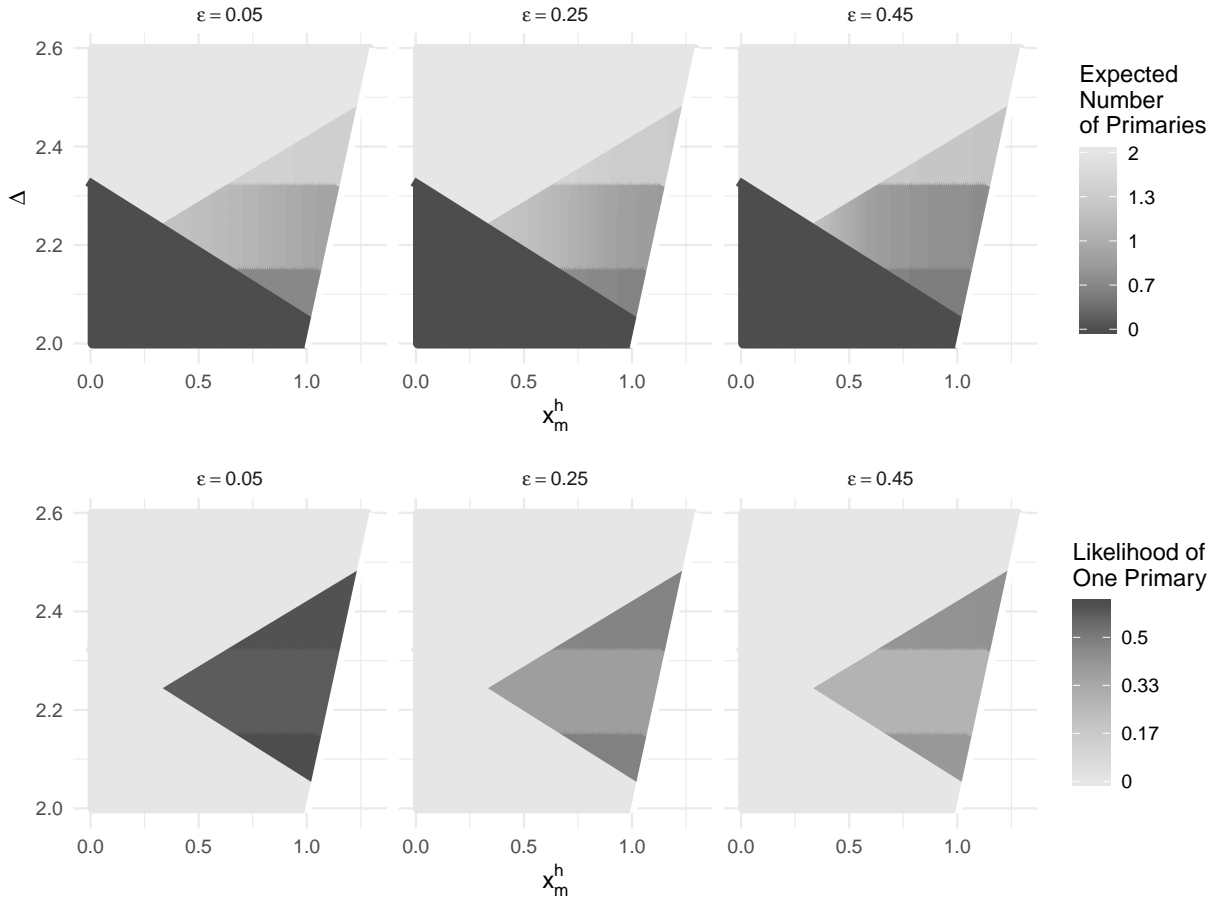 ε = 0.05
ε = 0.25
ε = 0.45
2.6
2.4
2.2
2.0
Δ
0.0 0.5 1.0
0.0 0.5 1.0
0.0 0.5 1.0
x_m^h
Expected
Number
of Primaries
2
1.3
1
0.7
0
ε = 0.05
ε = 0.25
ε = 0.45
2.6
2.4
2.2
2.0
0.0 0.5 1.0
0.0 0.5 1.0
0.0 0.5 1.0
x_m^h
Likelihood of
One Primary
0.5
0.33
0.17
0